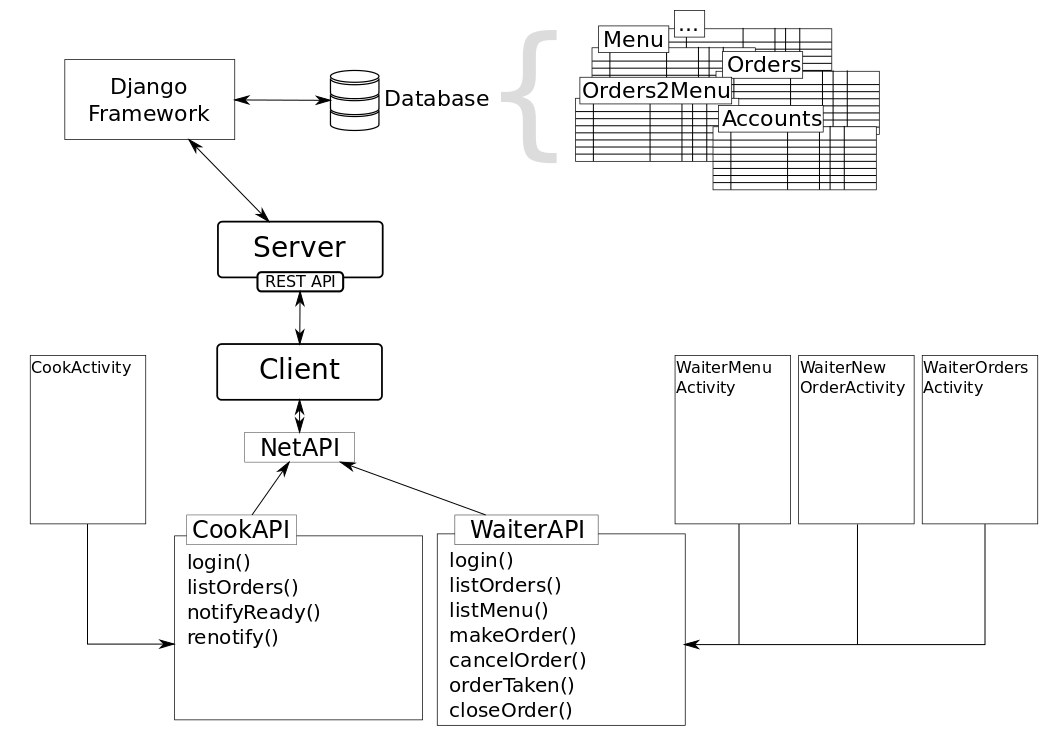 ...
Menu
Orders
Django
Framework
Database
Orders2Menu
Accounts
Server
REST API
Client
CookActivity
WaiterMenu
Activity
WaiterNew
OrderActivity
WaiterOrders
Activity
NetAPI
CookAPI
login()
listOrders()
notifyReady()
renotify()
WaiterAPI
login()
listOrders()
listMenu()
makeOrder()
cancelOrder()
orderTaken()
closeOrder()